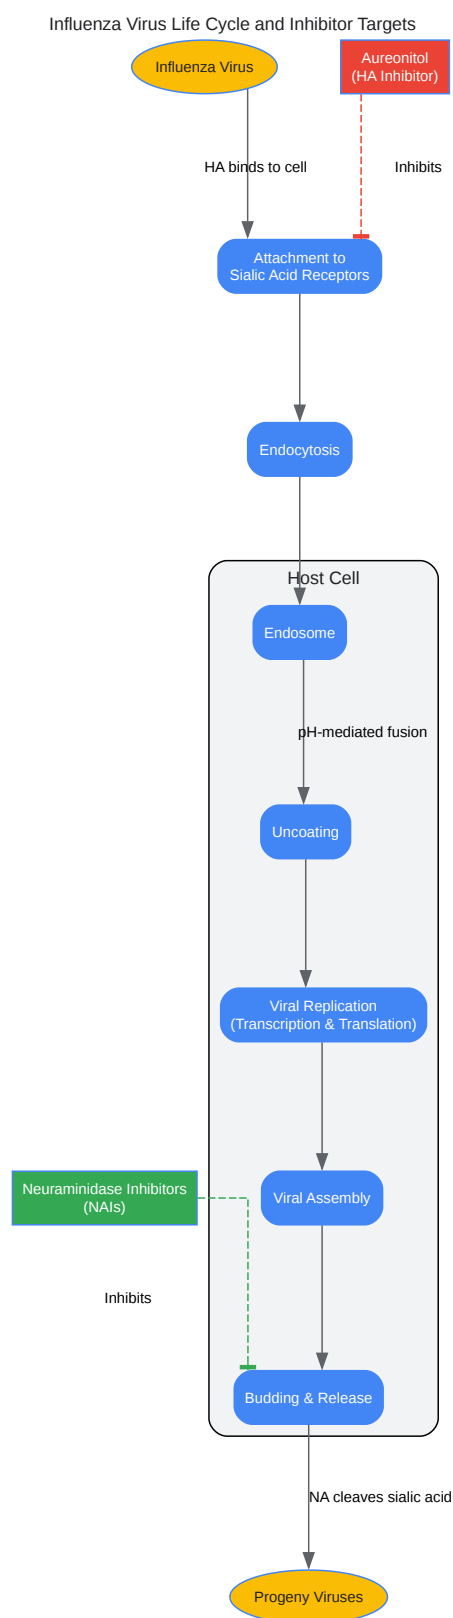 Influenza Virus Life Cycle and Inhibitor Targets
Influenza Virus
Aureonitol
(HA Inhibitor)
HA binds to cell
Inhibits
Attachment to
Sialic Acid Receptors
Endocytosis
Host Cell
Endosome
pH-mediated fusion
Uncoating
Viral Replication
(Transcription & Translation)
Neuraminidase Inhibitors
(NAIs)
Viral Assembly
Inhibits
Budding & Release
NA cleaves sialic acid
Progeny Viruses